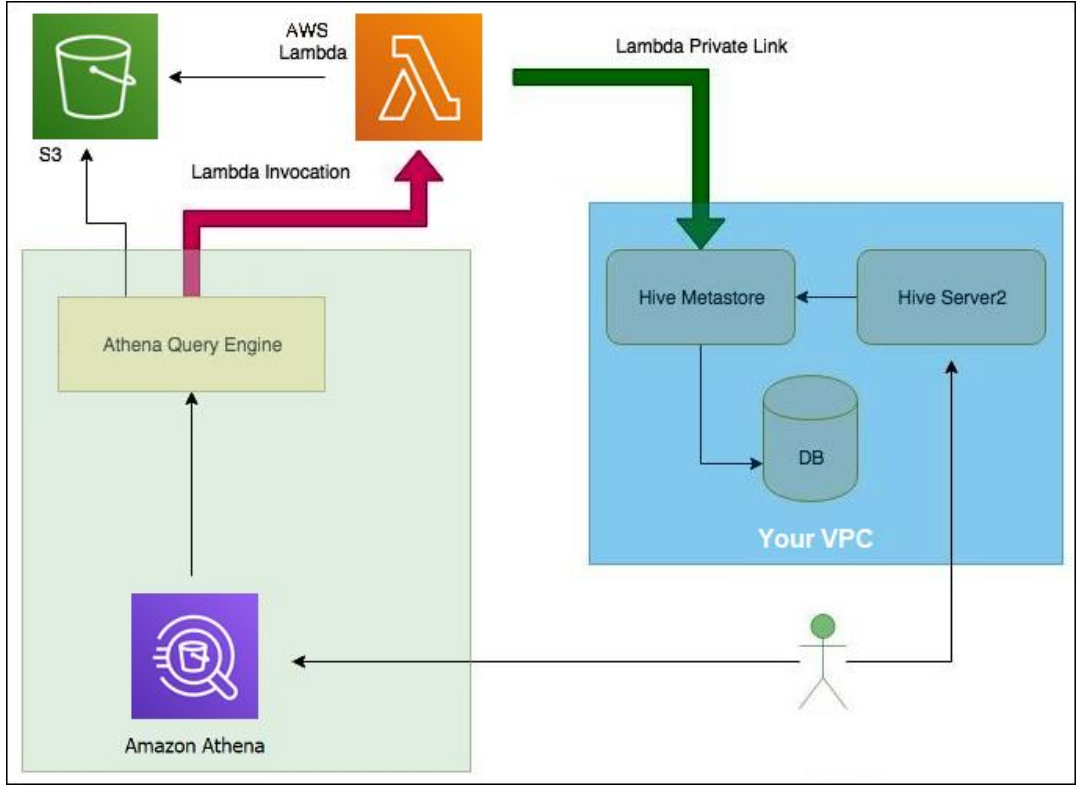 AWS
Lambda
Lambda Private Link
S3
Lambda Invocation
Hive Metastore
Hive Server2
Athena Query Engine
DB
Your VPC
Amazon Athena